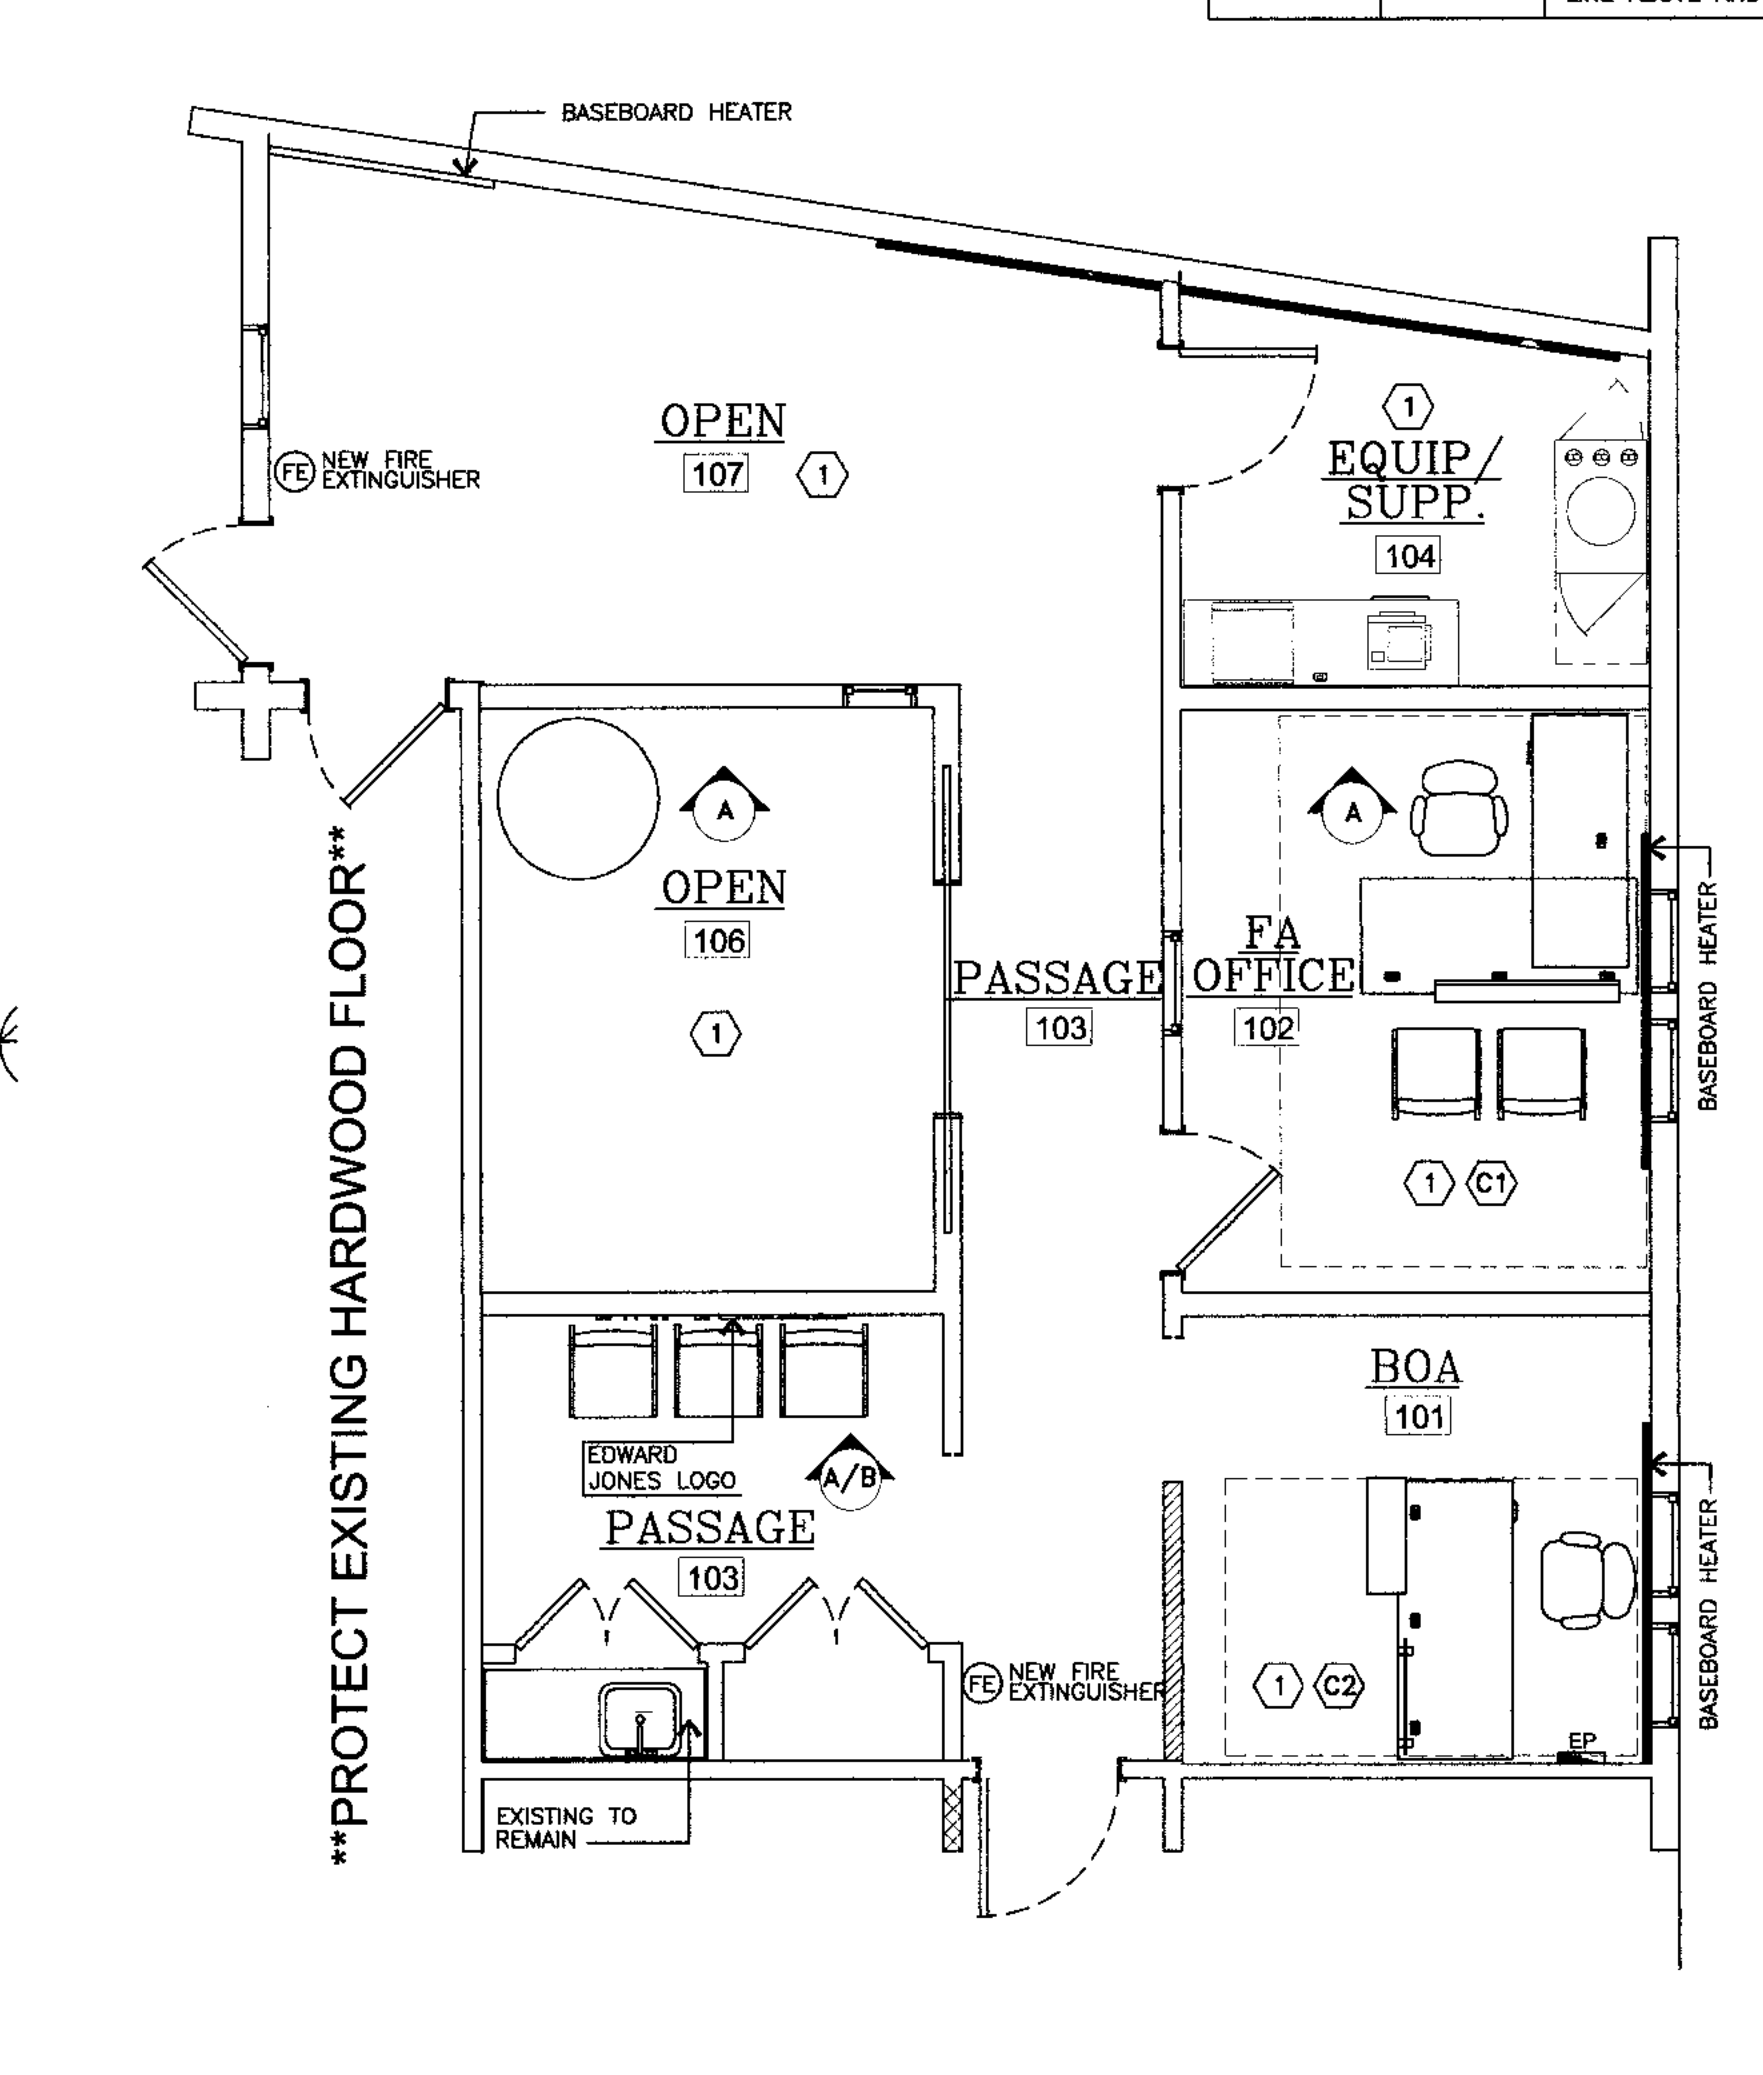 BASEBOARD HEATER
OPEN
107
1
NEW FIRE
FE
EXTINGUISHER
1
EQUIP/
SUPP.
104
A
OPEN
106
1
A
PASSAGE
103
FA
OFFICE
102
BASEBOARD HEATER
1
C1
**PROTECT EXISTING HARDWOOD FLOOR**
EDWARD
JONES LOGO
A/B
PASSAGE
103
BOA
101
BASEBOARD HEATER
NEW FIRE
FE
EXTINGUISHER
1
C2
EP
EXISTING TO
REMAIN